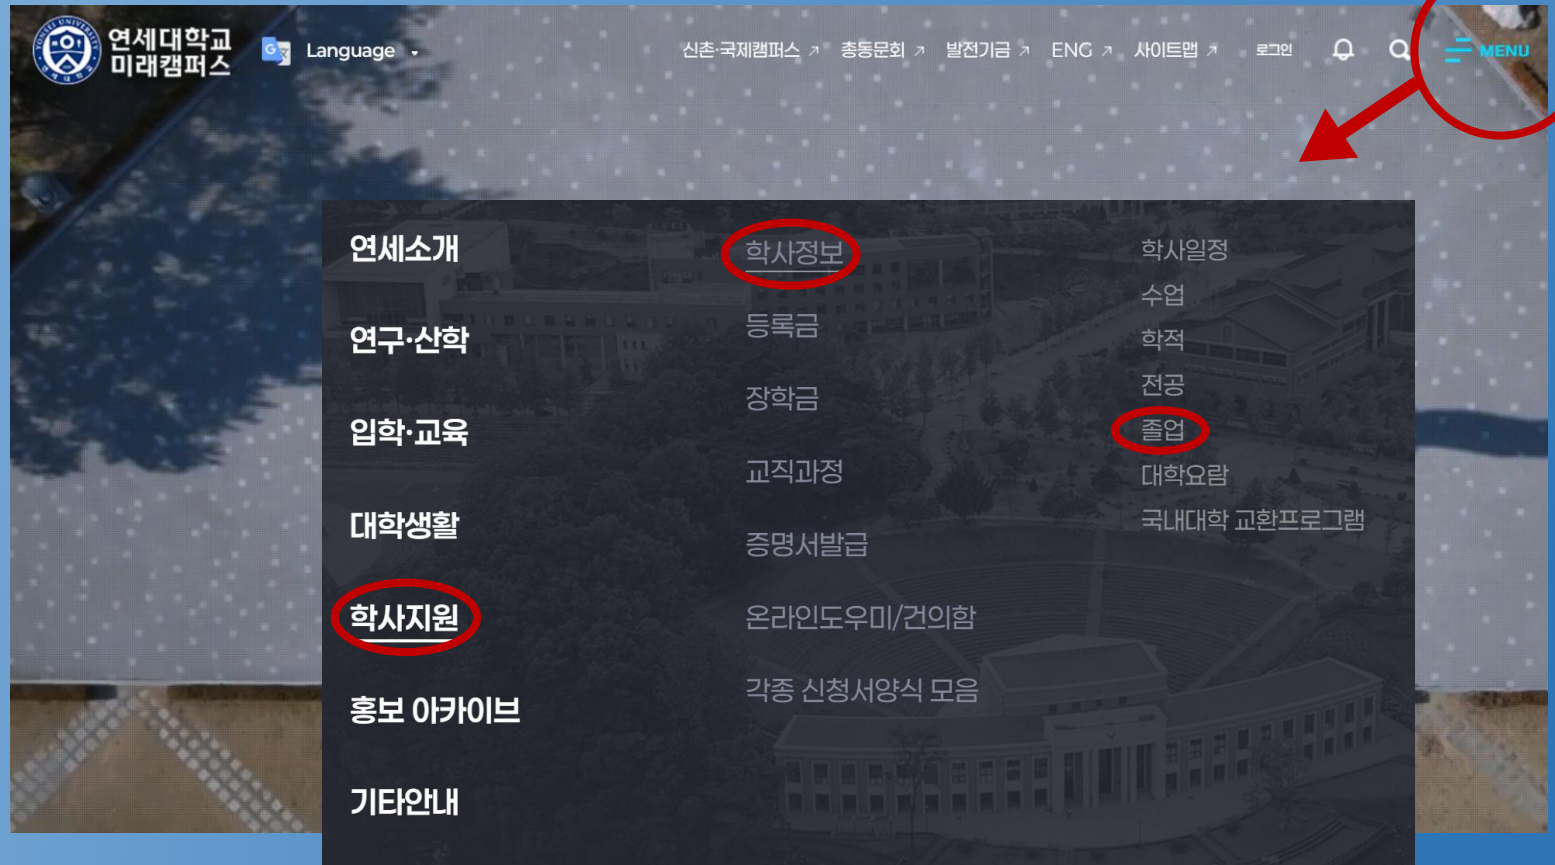 연세대학교
미래캠퍼스
Language
신촌·국제캠퍼스 총동문회 발전기금 ENG 사이트맵 로그인 MENU
연세소개
연구·산학
입학·교육
대학생활
학사지원
홍보 아카이브
기타안내
학사정보
등록금
장학금
교직과정
증명서발급
온라인도우미/건의함
각종 신청서양식 모음
학사일정
수업
학적
전공
졸업
대학요람
국내대학 교환프로그램